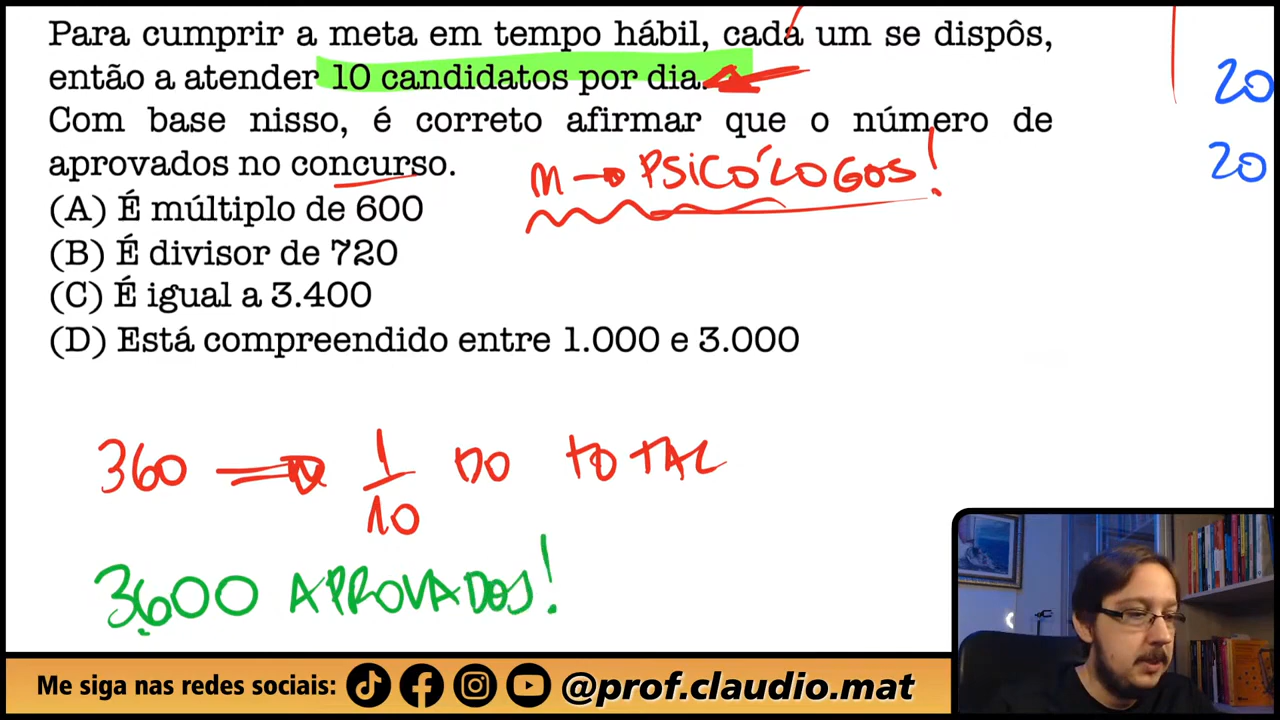 Para cumprir a meta em tempo hábil, cada um se dispôs,
então a atender 10 candidatos por dia.
20
Com base nisso, é correto afirmar que o número de
aprovados no concurso.
M → PSICÓLOGOS!
20
(A) É múltiplo de 600
(B) É divisor de 720
(C) É igual a 3.400
(D) Está compreendido entre 1.000 e 3.000
360 ⇒ 1/10 DO TOTAL
3.600 APROVADOS!
Me siga nas redes sociais: @prof.claudio.mat